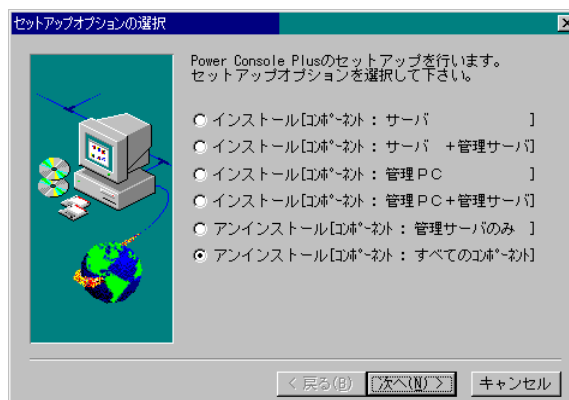 セットアップオプションの選択
Power Console Plusのセットアップを行います。
セットアップオプションを選択して下さい。
インストール[ｺﾝﾎﾟｰﾈﾝﾄ： サーバ ]
インストール[ｺﾝﾎﾟｰﾈﾝﾄ： サーバ ＋管理サーバ]
インストール[ｺﾝﾎﾟｰﾈﾝﾄ： 管理ＰＣ ]
インストール[ｺﾝﾎﾟｰﾈﾝﾄ： 管理ＰＣ＋管理サーバ]
アンインストール[ｺﾝﾎﾟｰﾈﾝﾄ： 管理サーバのみ ]
アンインストール[ｺﾝﾎﾟｰﾈﾝﾄ： すべてのｺﾝﾎﾟｰﾈﾝﾄ]
< 戻る(B) 次へ(N) > キャンセル